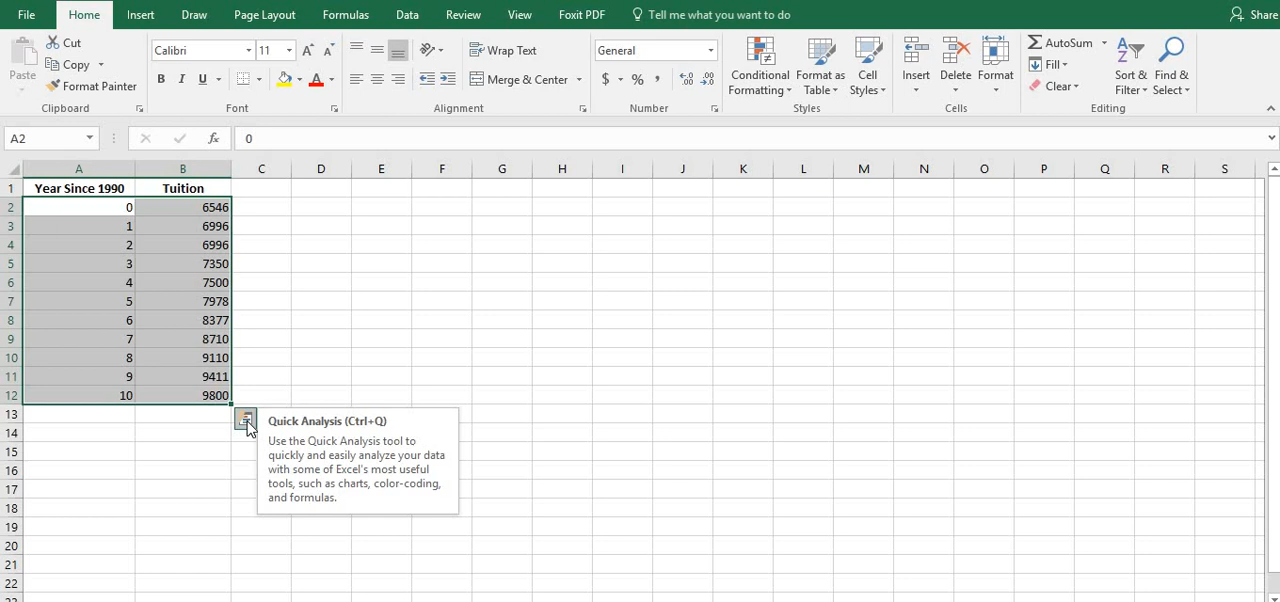 File Home Insert Draw Page Layout Formulas Data Review View Foxit PDF Tell me what you want to do Share
Paste
Cut
Copy
Format Painter
Clipboard
Calibri 11 A A
B I U A
Font
Wrap Text
Merge & Center
Alignment
General
$ % , .0 .00
Number
Conditional Formatting
Format as Table
Cell Styles
Styles
Insert Delete Format
Cells
AutoSum
Fill
Clear
Sort & Filter
Find & Select
Editing
A2 fx 0
A B C D E F G H I J K L M N O P Q R S
1 Year Since 1990 Tuition
2 0 6546
3 1 6996
4 2 6996
5 3 7350
6 4 7500
7 5 7978
8 6 8377
9 7 8710
10 8 9110
11 9 9411
12 10 9800
13
14
15
16
17
18
19
20
21
22
Quick Analysis (Ctrl+Q)
Use the Quick Analysis tool to
quickly and easily analyze your data
with some of Excel's most useful
tools, such as charts, color-coding,
and formulas.